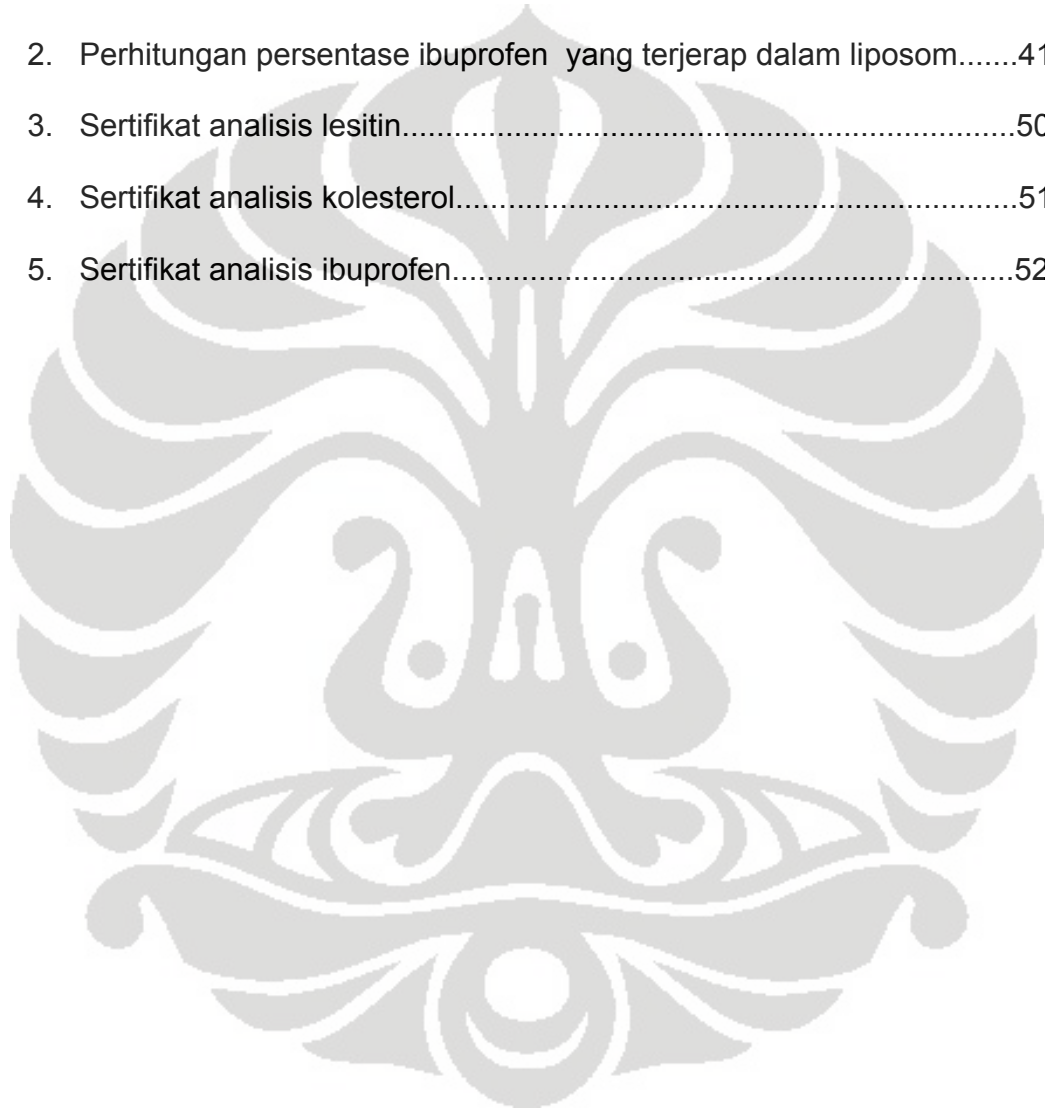 2. Perhitungan persentase ibuprofen yang terjerap dalam liposom.......41
3. Sertifikat analisis lesitin.....................................................................50
4. Sertifikat analisis kolesterol...............................................................51
5. Sertifikat analisis ibuprofen...............................................................52